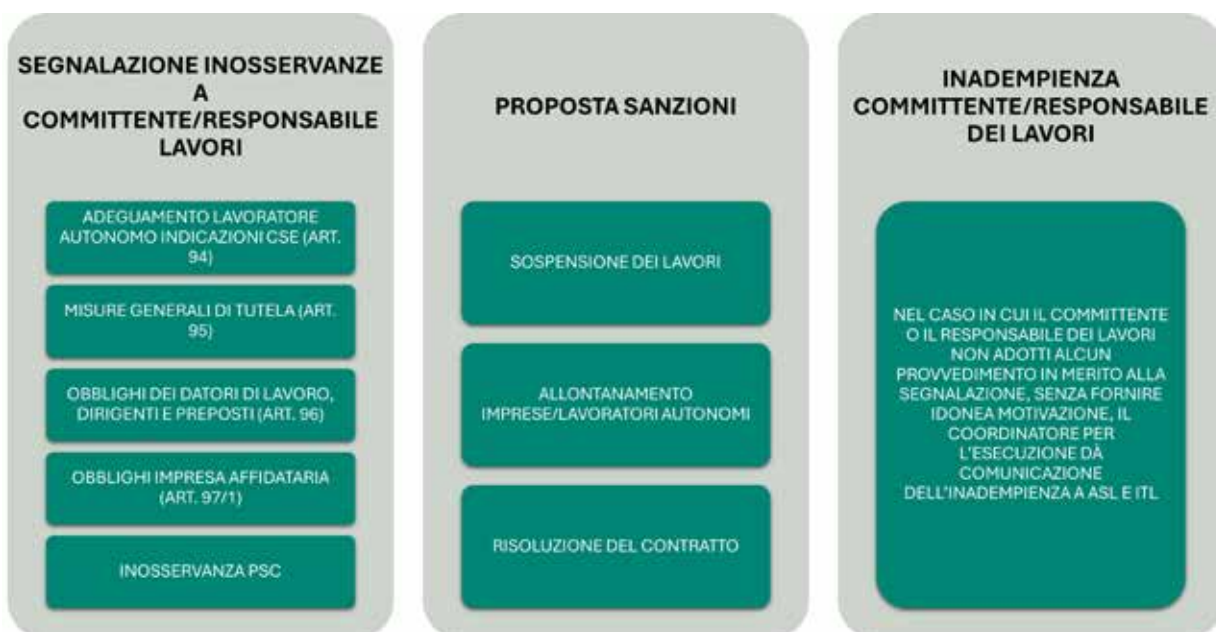 SEGNALAZIONE INOSSERVANZE
A
COMMITTENTE/RESPONSABILE
LAVORI
ADEGUAMENTO LAVORATORE
AUTONOMO INDICAZIONI CSE (ART.
94)
MISURE GENERALI DI TUTELA (ART.
95)
OBBLIGHI DEI DATORI DI LAVORO,
DIRIGENTI E PREPOSTI (ART. 96)
OBBLIGHI IMPRESA AFFIDATARIA
(ART. 97/1)
INOSSERVANZA PSC
PROPOSTA SANZIONI
SOSPENSIONE DEI LAVORI
ALLONTANAMENTO
IMPRESE/LAVORATORI AUTONOMI
RISOLUZIONE DEL CONTRATTO
INADEMPIENZA
COMMITTENTE/RESPONSABILE
DEI LAVORI
NEL CASO IN CUI IL COMMITTENTE
O IL RESPONSABILE DEI LAVORI
NON ADOTTI ALCUN
PROVVEDIMENTO IN MERITO ALLA
SEGNALAZIONE, SENZA FORNIRE
IDONEA MOTIVAZIONE, IL
COORDINATORE PER
L'ESECUZIONE DÀ
COMUNICAZIONE
DELL'INADEMPIENZA A ASL E ITL